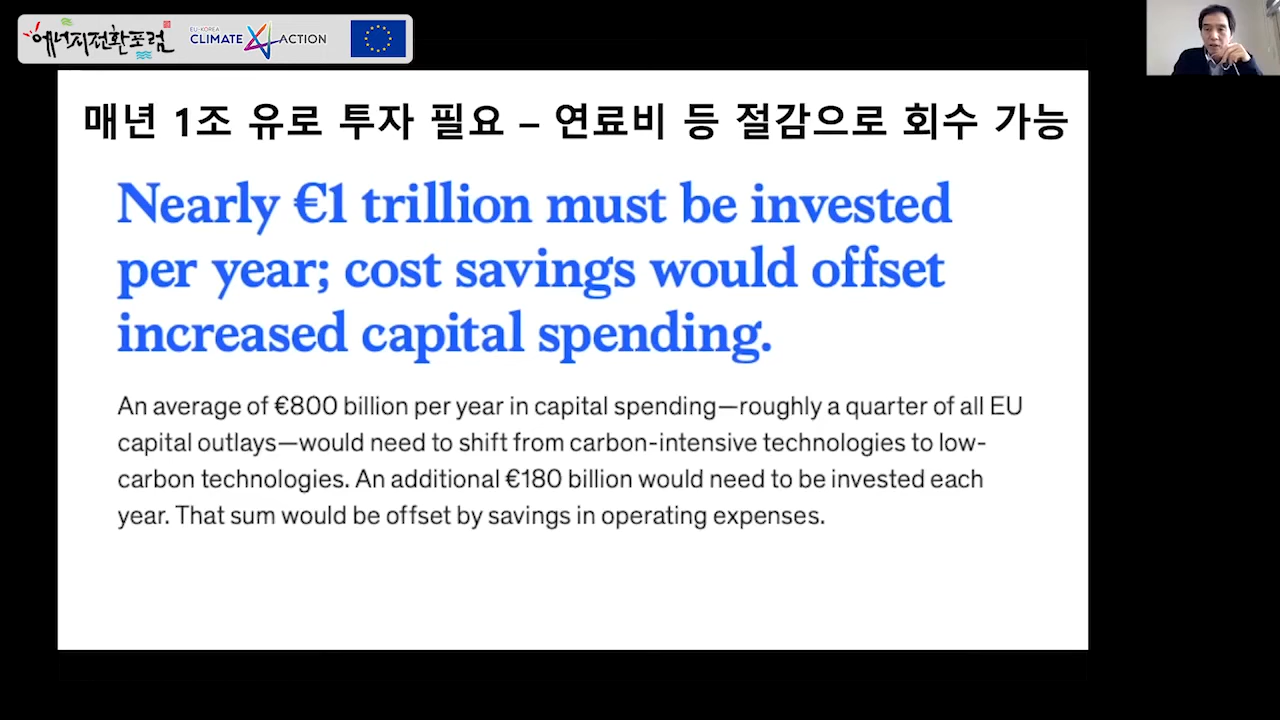 에너지전환포럼
EU-KOREA
CLIMATE ACTION
매년 1조 유로 투자 필요 – 연료비 등 절감으로 회수 가능
Nearly €1 trillion must be invested
per year; cost savings would offset
increased capital spending.
An average of €800 billion per year in capital spending—roughly a quarter of all EU
capital outlays—would need to shift from carbon-intensive technologies to low-
carbon technologies. An additional €180 billion would need to be invested each
year. That sum would be offset by savings in operating expenses.